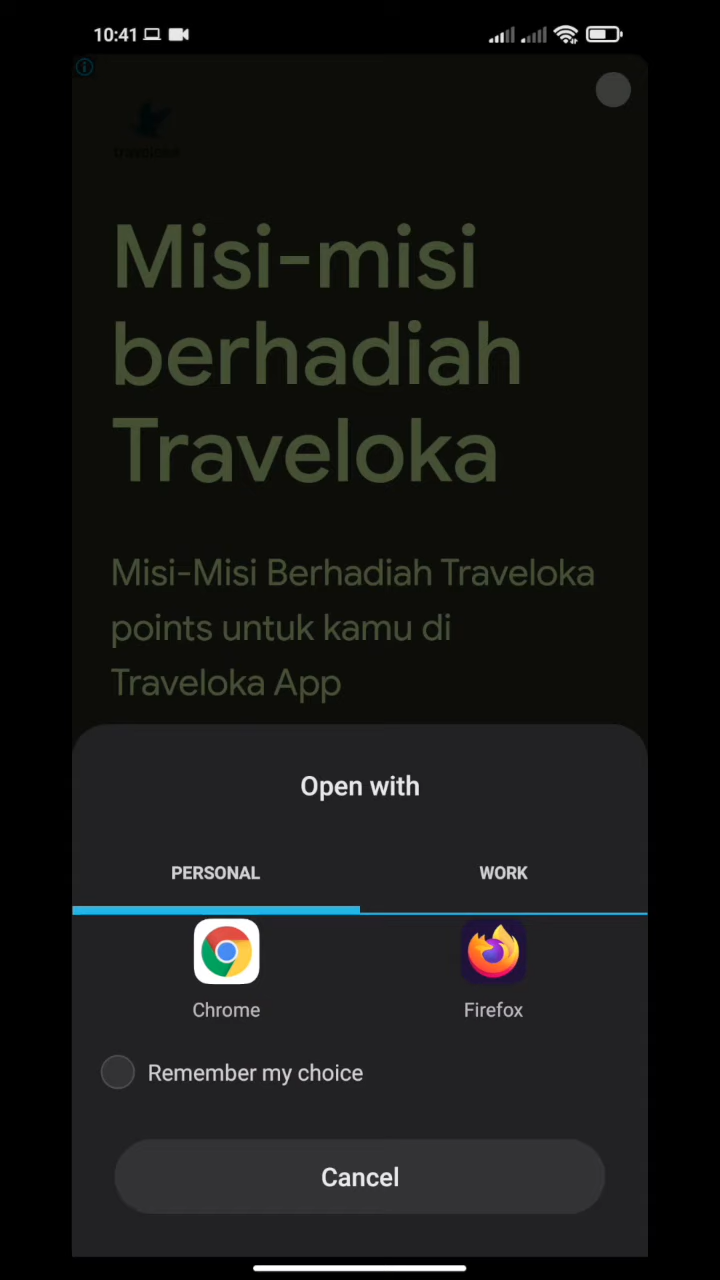 10:41
traveloka
Misi-misi
berhadiah
Traveloka
Misi-Misi Berhadiah Traveloka
points untuk kamu di
Traveloka App
Open with
PERSONAL
WORK
Chrome
Firefox
Remember my choice
Cancel